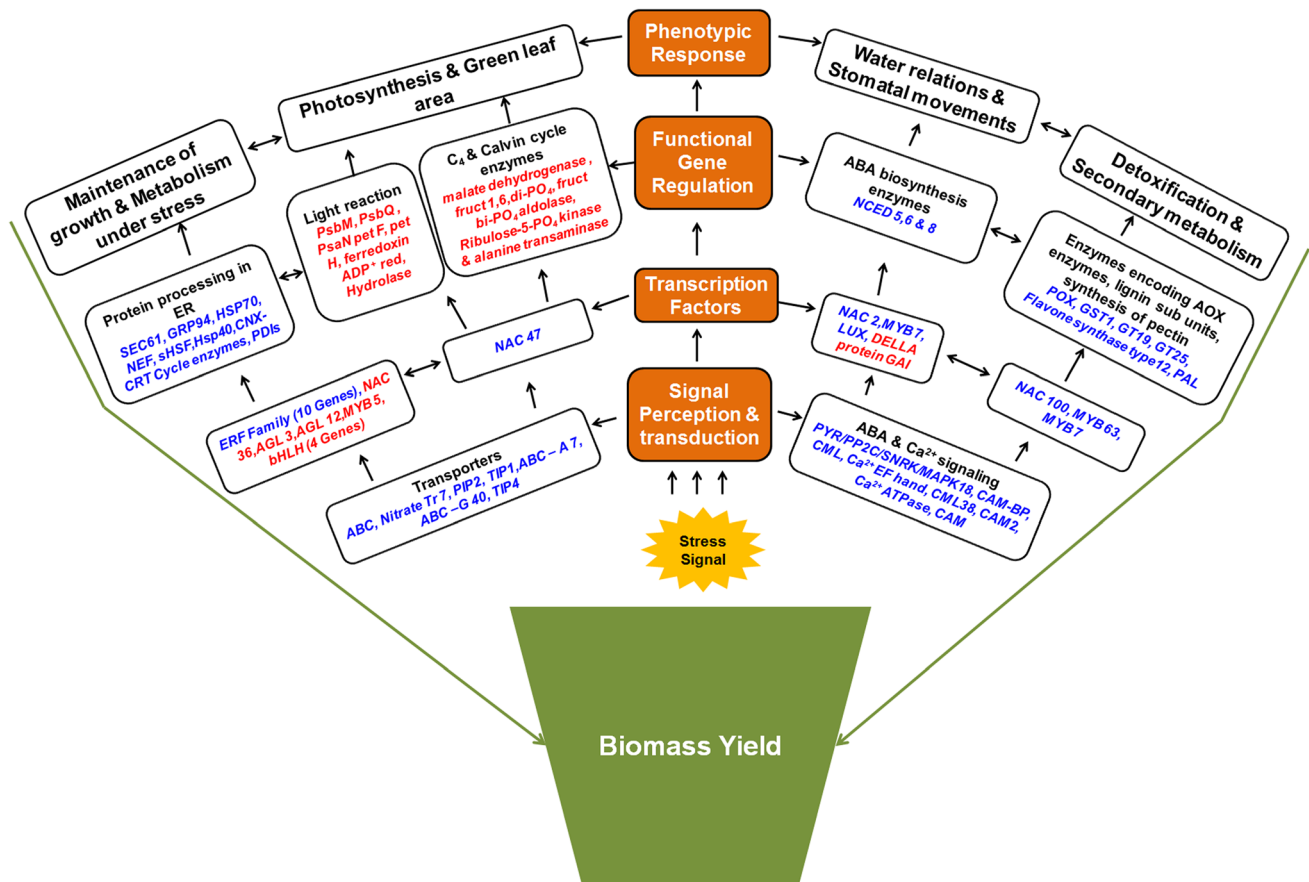 Phenotypic
Response
Photosynthesis & Green leaf
area
Water relations &
Stomatal movements
Maintenance of
growth & Metabolism
under stress
Detoxification &
Secondary metabolism
Functional
Gene
Regulation
C₄ & Calvin cycle
enzymes
malate dehydrogenase ,
fruct 1,6,di-PO₄, fruct
bi-PO₄ aldolase,
Ribulose-5-PO₄ kinase
& alanine transaminase
Light reaction
PsbM, PsbQ ,
PsaN pet F, pet
H, ferredoxin
ADP⁺ red,
Hydrolase
Protein processing in
ER
SEC61, GRP94, HSP70,
NEF, sHSF,Hsp40,CNX-
CRT Cycle enzymes, PDIs
ABA biosynthesis
enzymes
NCED 5,6 & 8
Enzymes encoding AOX
enzymes, lignin sub units,
synthesis of pectin
POX, GST1, GT19, GT25,
Flavone synthase type12, PAL
Transcription
Factors
NAC 47
ERF Family (10 Genes), NAC
36,AGL 3,AGL 12,MYB 5,
bHLH (4 Genes)
NAC 2,MYB 7,
LUX, DELLA
protein GAI
NAC 100, MYB 63,
MYB 7
Signal
Perception &
transduction
Transporters
ABC, Nitrate Tr 7, PIP2, TIP1,ABC – A 7,
ABC –G 40, TIP4
ABA & Ca²⁺ signaling
PYR/PP2C/SNRK/MAPK18, CAM-BP,
CML, Ca²⁺ EF hand, CML38, CAM2,
Ca²⁺ ATPase, CAM
Stress
Signal
Biomass Yield